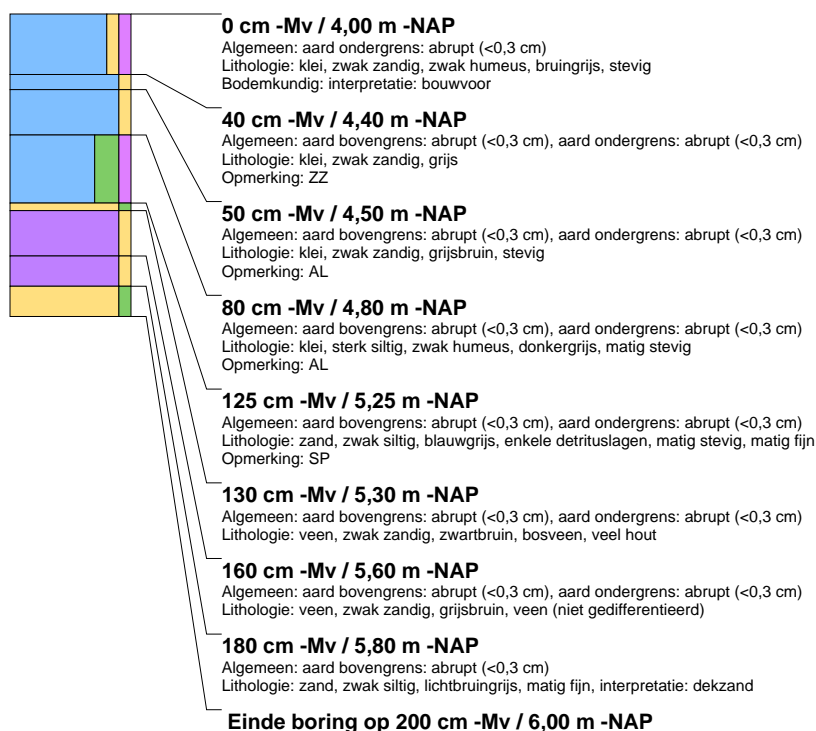 0 cm -Mv / 4,00 m -NAP
Algemeen: aard ondergrens: abrupt (<0,3 cm)
Lithologie: klei, zwak zandig, zwak humeus, bruingrijs, stevig
Bodemkundig: interpretatie: bouwvoor
40 cm -Mv / 4,40 m -NAP
Algemeen: aard bovengrens: abrupt (<0,3 cm), aard ondergrens: abrupt (<0,3 cm)
Lithologie: klei, zwak zandig, grijs
Opmerking: ZZ
50 cm -Mv / 4,50 m -NAP
Algemeen: aard bovengrens: abrupt (<0,3 cm), aard ondergrens: abrupt (<0,3 cm)
Lithologie: klei, zwak zandig, grijsbruin, stevig
Opmerking: AL
80 cm -Mv / 4,80 m -NAP
Algemeen: aard bovengrens: abrupt (<0,3 cm), aard ondergrens: abrupt (<0,3 cm)
Lithologie: klei, sterk siltig, zwak humeus, donkergrijs, matig stevig
Opmerking: AL
125 cm -Mv / 5,25 m -NAP
Algemeen: aard bovengrens: abrupt (<0,3 cm), aard ondergrens: abrupt (<0,3 cm)
Lithologie: zand, zwak siltig, blauwgrijs, enkele detrituslagen, matig stevig, matig fijn
Opmerking: SP
130 cm -Mv / 5,30 m -NAP
Algemeen: aard bovengrens: abrupt (<0,3 cm), aard ondergrens: abrupt (<0,3 cm)
Lithologie: veen, zwak zandig, zwartbruin, bosveen, veel hout
160 cm -Mv / 5,60 m -NAP
Algemeen: aard bovengrens: abrupt (<0,3 cm), aard ondergrens: abrupt (<0,3 cm)
Lithologie: veen, zwak zandig, grijsbruin, veen (niet gedifferentieerd)
180 cm -Mv / 5,80 m -NAP
Algemeen: aard bovengrens: abrupt (<0,3 cm)
Lithologie: zand, zwak siltig, lichtbruingrijs, matig fijn, interpretatie: dekzand
Einde boring op 200 cm -Mv / 6,00 m -NAP